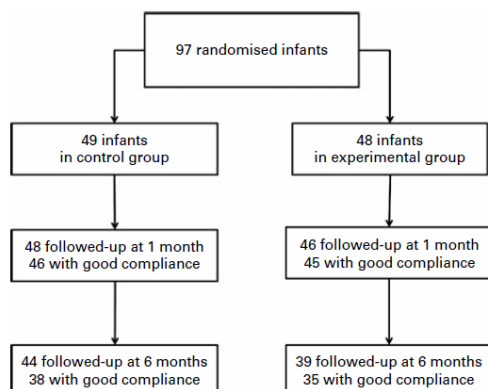 97 randomised infants
49 infants
in control group
48 infants
in experimental group
48 followed-up at 1 month
46 with good compliance
46 followed-up at 1 month
45 with good compliance
44 followed-up at 6 months
38 with good compliance
39 followed-up at 6 months
35 with good compliance